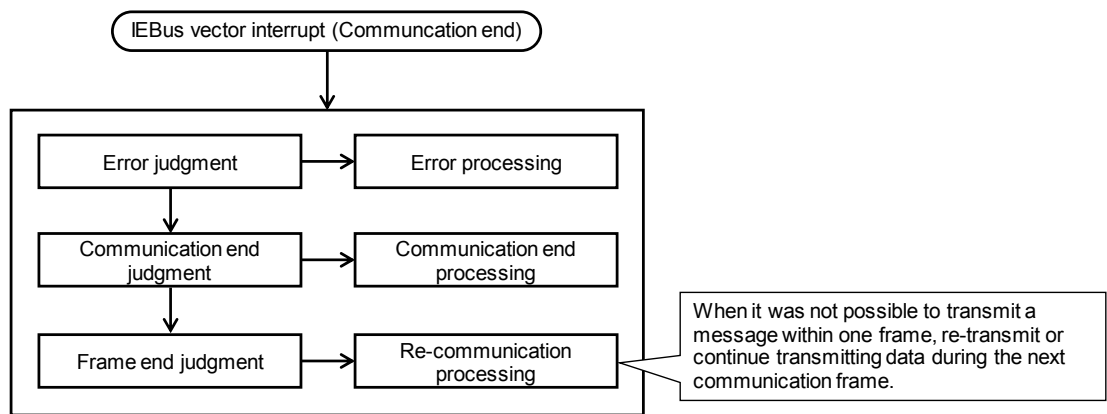 IEBus vector interrupt (Communcation end)
Error judgment
Error processing
Communication end
judgment
Communication end
processing
Frame end judgment
Re-communication
processing
When it was not possible to transmit a
message within one frame, re-transmit or
continue transmitting data during the next
communication frame.